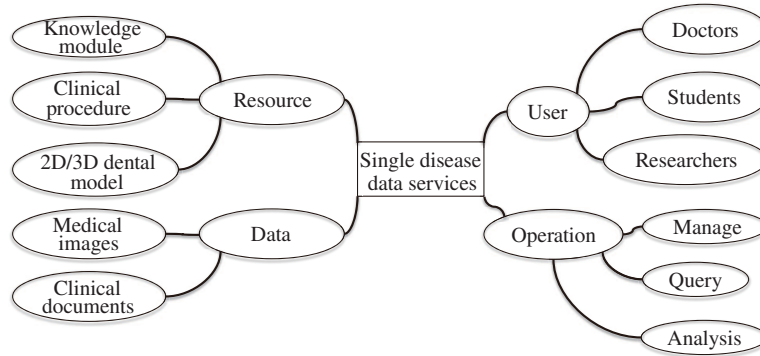 Knowledge
module
Clinical
procedure
2D/3D dental
model
Medical
images
Clinical
documents
Resource
Data
Single disease
data services
User
Operation
Doctors
Students
Researchers
Manage
Query
Analysis